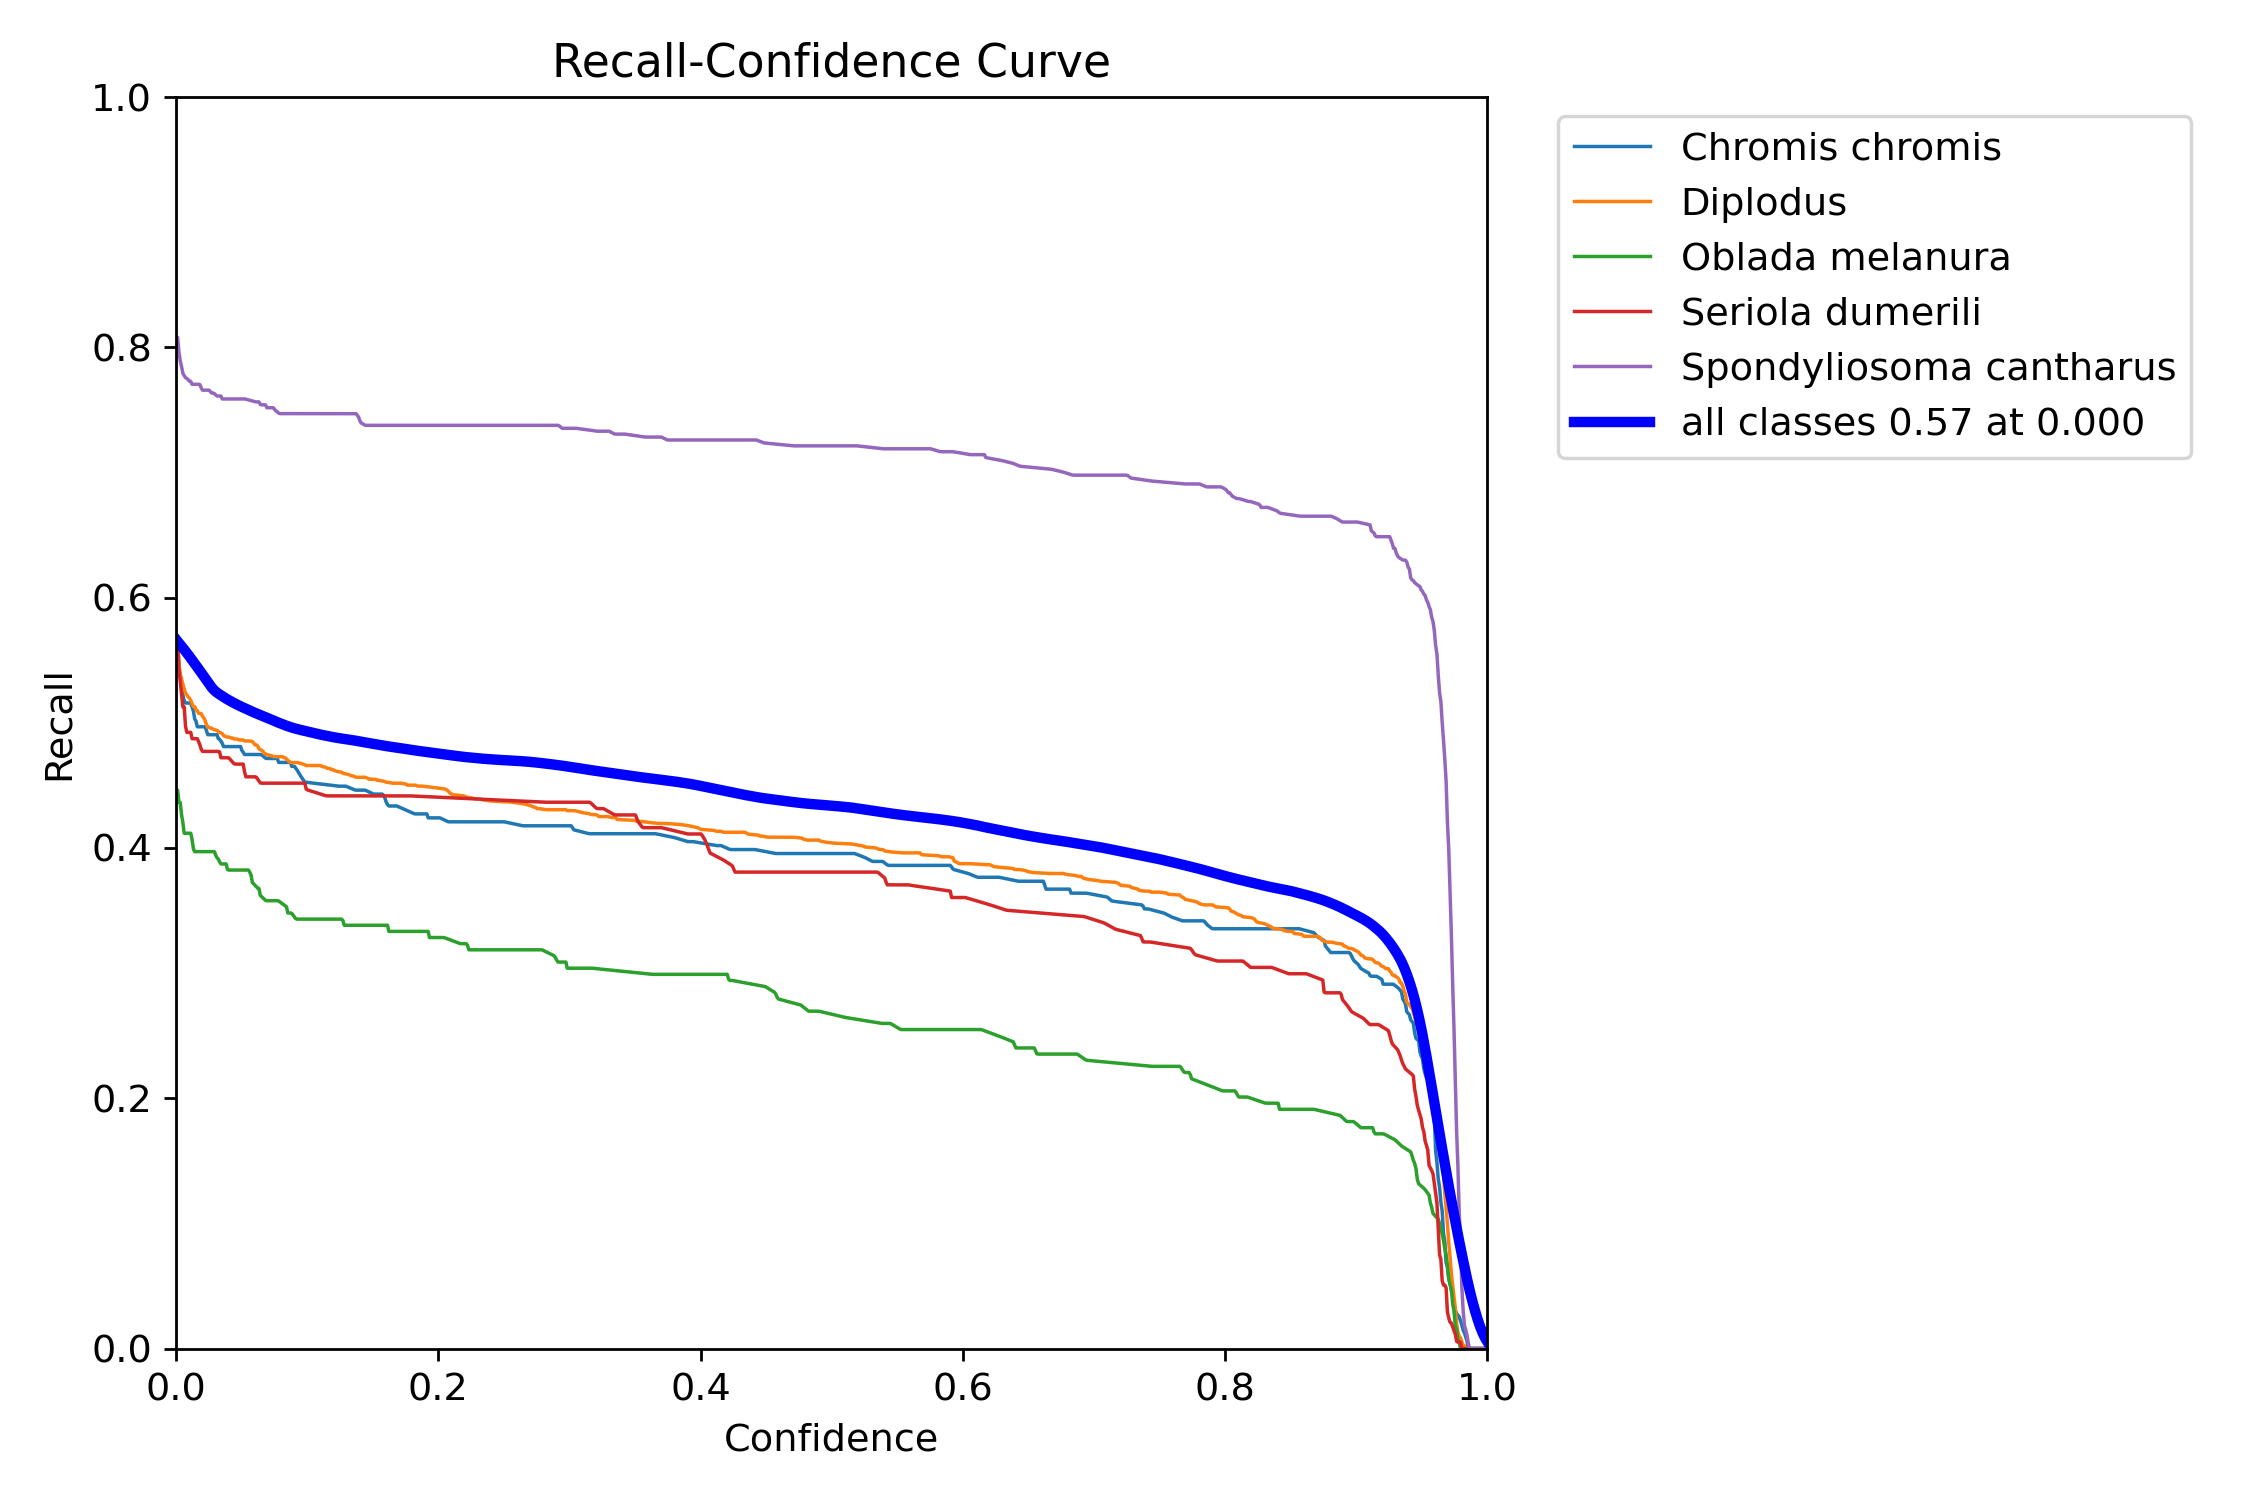 Recall-Confidence Curve
1.0
0.8
0.6
0.4
0.2
0.0
Recall
0.0 0.2 0.4 0.6 0.8 1.0
Confidence
Chromis chromis
Diplodus
Oblada melanura
Seriola dumerili
Spondyliosoma cantharus
all classes 0.57 at 0.000